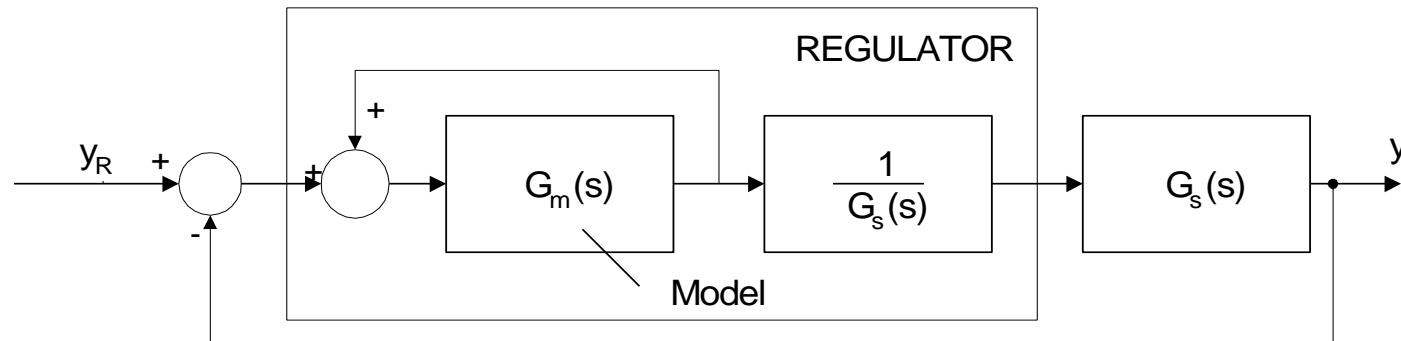 REGULATOR
+
y_R
+
+
-
G_m(s)
1
G_s(s)
G_s(s)
y
Model